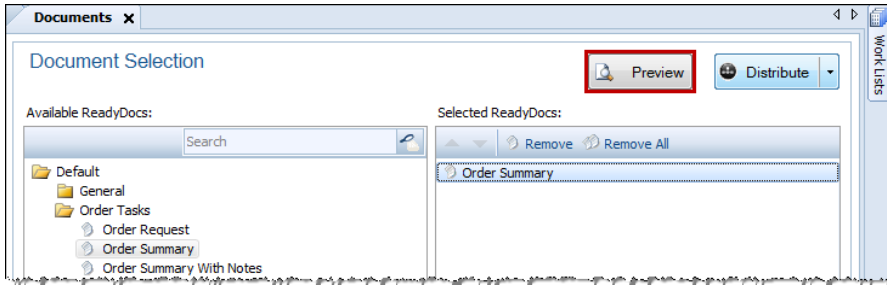 Documents
Work Lists
Document Selection
Preview
Distribute
Available ReadyDocs:
Selected ReadyDocs:
Search
Remove
Remove All
Default
General
Order Tasks
Order Request
Order Summary
Order Summary With Notes
Order Summary